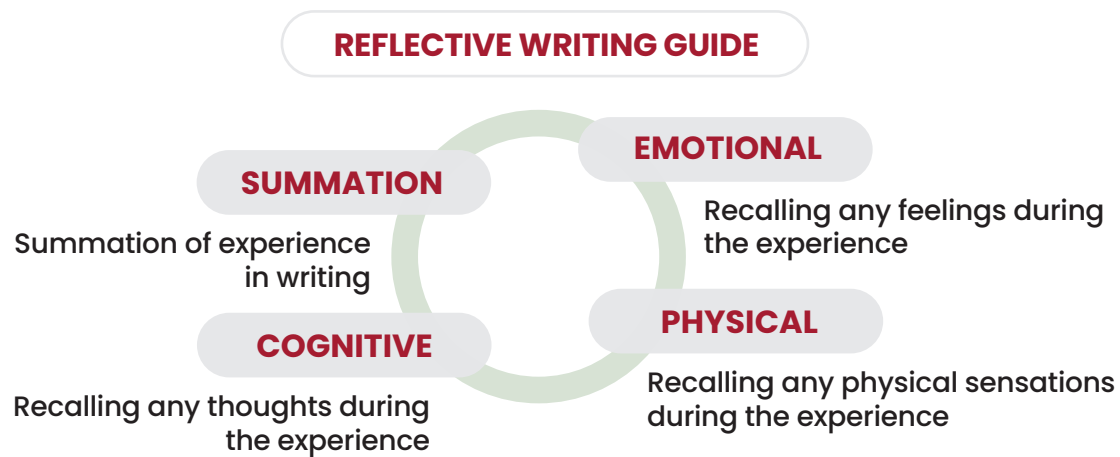 REFLECTIVE WRITING GUIDE
EMOTIONAL
Recalling any feelings during
the experience
PHYSICAL
Recalling any physical sensations
during the experience
COGNITIVE
Recalling any thoughts during
the experience
SUMMATION
Summation of experience
in writing